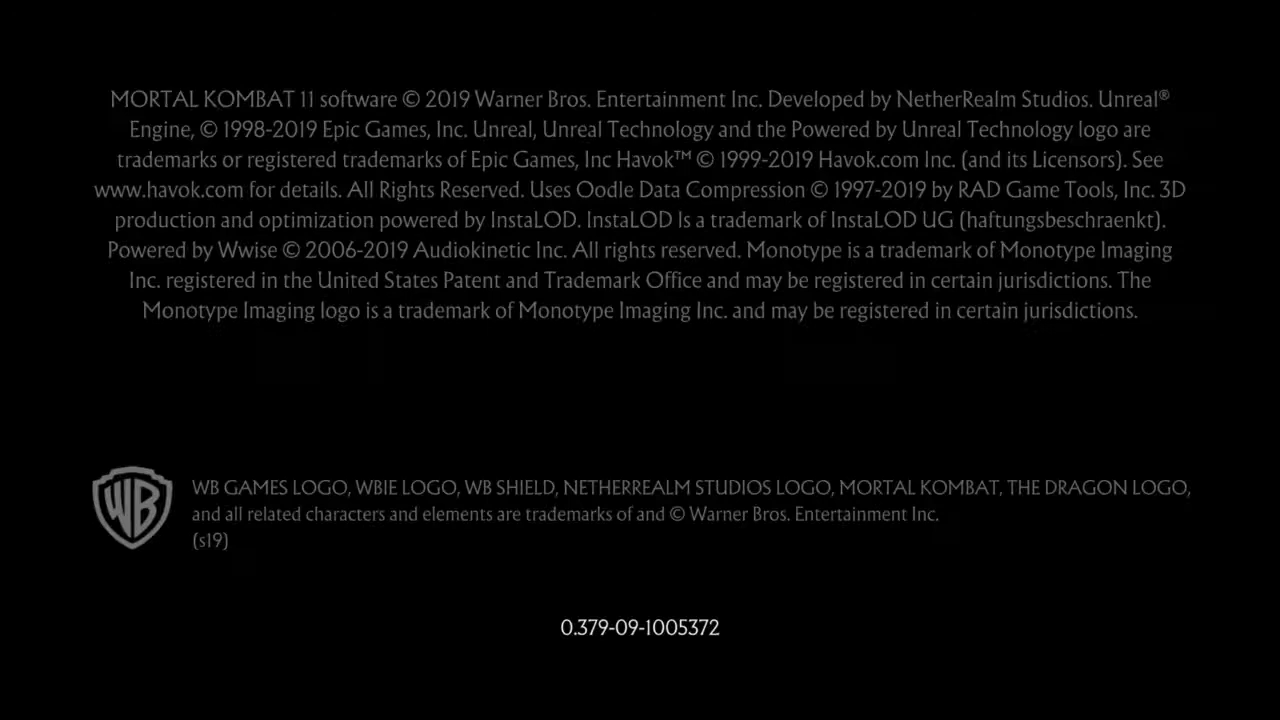 MORTAL KOMBAT 11 software © 2019 Warner Bros. Entertainment Inc. Developed by NetherRealm Studios. Unreal®
Engine, © 1998-2019 Epic Games, Inc. Unreal, Unreal Technology and the Powered by Unreal Technology logo are
trademarks or registered trademarks of Epic Games, Inc Havok™ © 1999-2019 Havok.com Inc. (and its Licensors). See
www.havok.com for details. All Rights Reserved. Uses Oodle Data Compression © 1997-2019 by RAD Game Tools, Inc. 3D
production and optimization powered by InstaLOD. InstaLOD Is a trademark of InstaLOD UG (haftungsbeschraenkt).
Powered by Wwise © 2006-2019 Audiokinetic Inc. All rights reserved. Monotype is a trademark of Monotype Imaging
Inc. registered in the United States Patent and Trademark Office and may be registered in certain jurisdictions. The
Monotype Imaging logo is a trademark of Monotype Imaging Inc. and may be registered in certain jurisdictions.
WB
WB GAMES LOGO, WBIE LOGO, WB SHIELD, NETHERREALM STUDIOS LOGO, MORTAL KOMBAT, THE DRAGON LOGO,
and all related characters and elements are trademarks of and © Warner Bros. Entertainment Inc.
(s19)
0.379-09-1005372